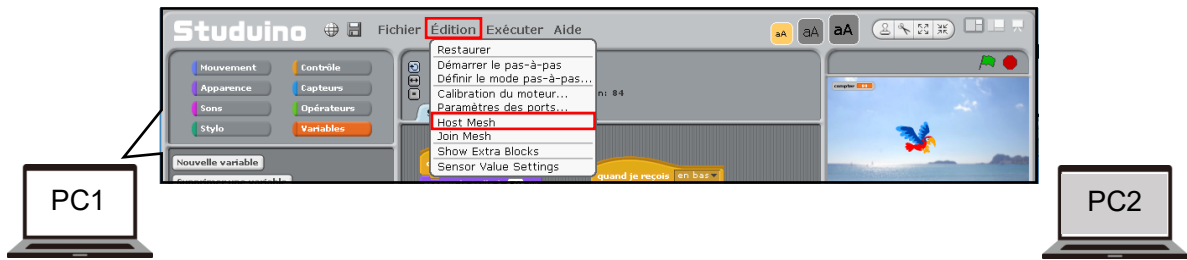 Studuino Fichier Édition Exécuter Aide aA aA aA
Restaurer
Démarrer le pas-à-pas
Définir le mode pas-à-pas...
Calibration du moteur...
Paramètres des ports...
Host Mesh
Join Mesh
Show Extra Blocks
Sensor Value Settings
Mouvement Contrôle
Apparence Capteurs
Sons Opérateurs
Stylo Variables
n: 84
Nouvelle variable
quand je reçois en bas
PC1
PC2